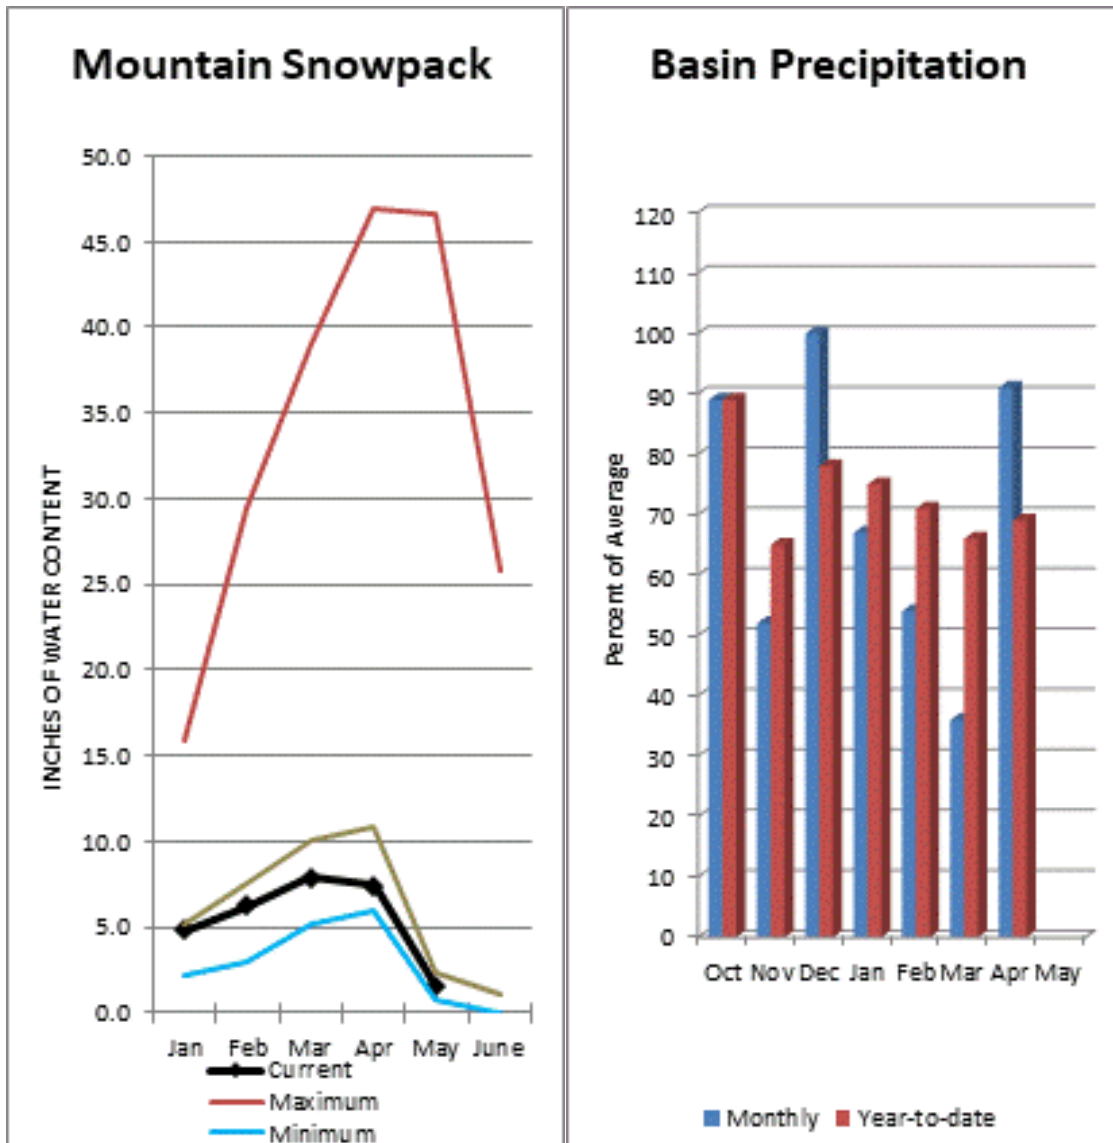 Mountain Snowpack
50.0
45.0
40.0
35.0
30.0
25.0
20.0
15.0
10.0
5.0
0.0
INCHES OF WATER CONTENT
Jan Feb Mar Apr May June
Current
Maximum
Minimum
Basin Precipitation
120
110
100
90
80
70
60
50
40
30
20
10
0
Percent of Average
Oct Nov Dec Jan Feb Mar Apr May
Monthly Year-to-date